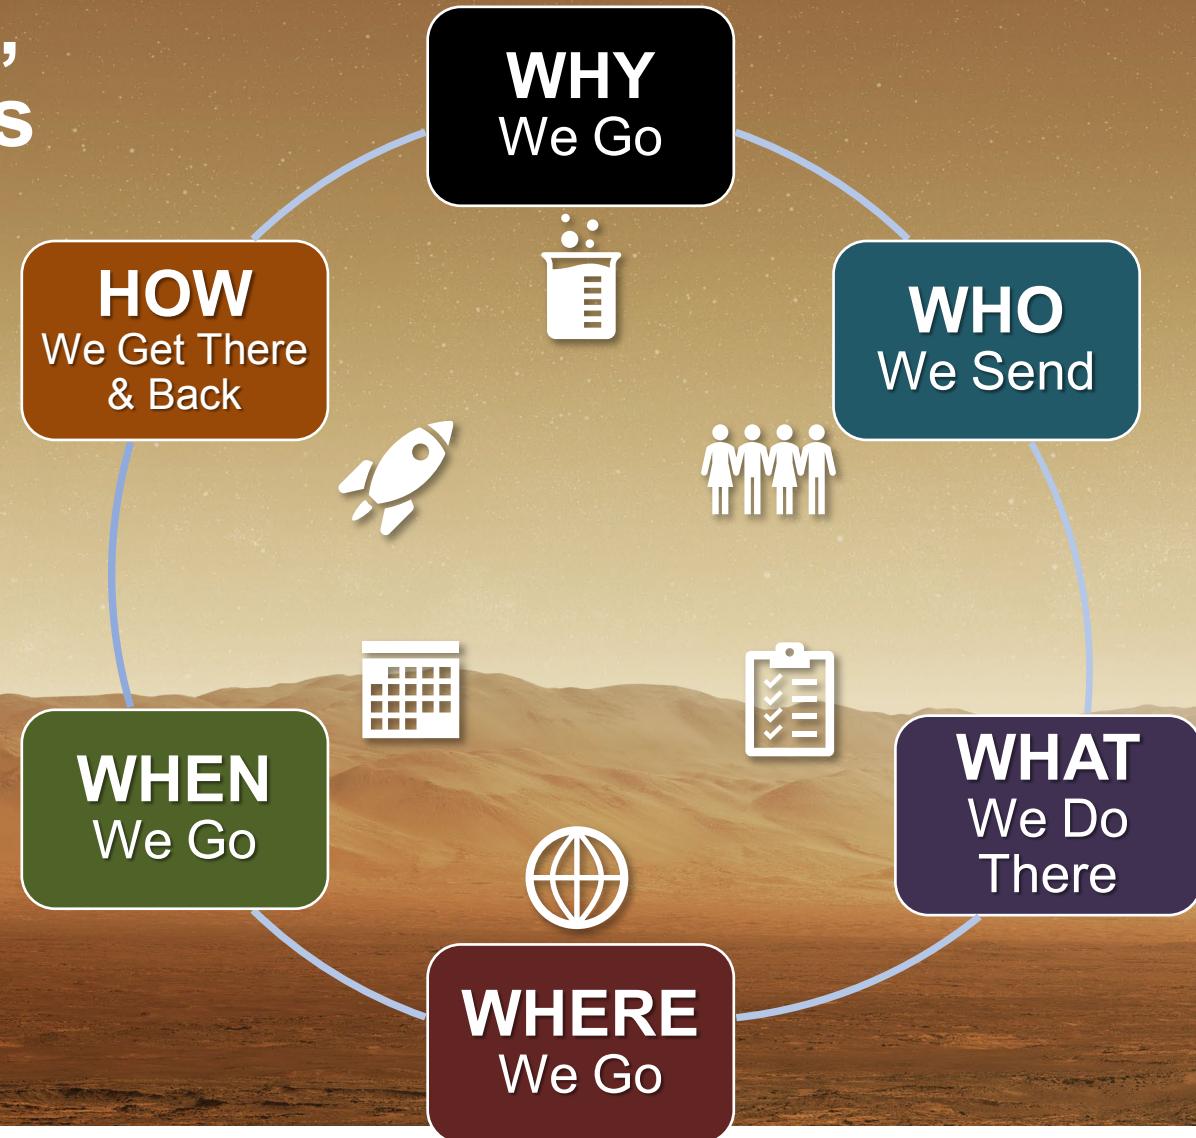 ,
s
WHY
We Go
WHO
We Send
WHAT
We Do
There
WHERE
We Go
WHEN
We Go
HOW
We Get There
& Back